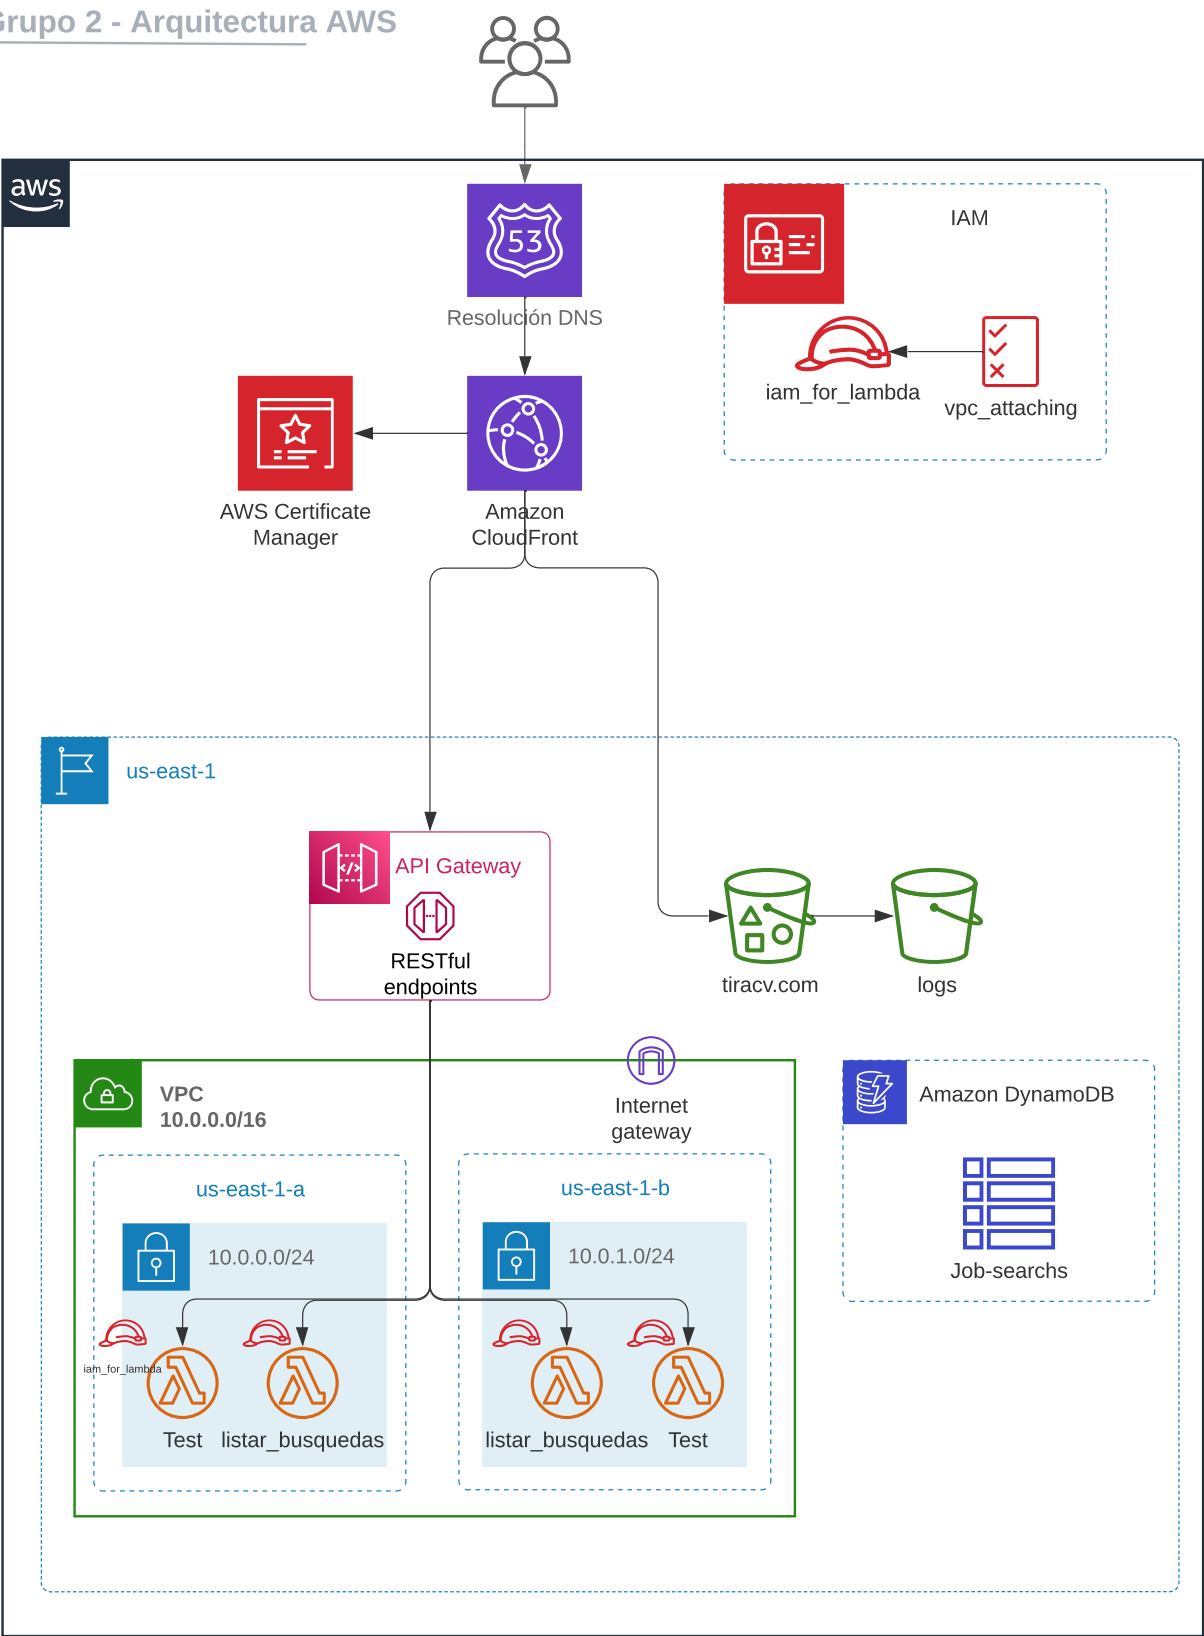 Grupo 2 - Arquitectura AWS
aws
53
Resolución DNS
IAM
iam_for_lambda
vpc_attaching
AWS Certificate
Manager
Amazon
CloudFront
us-east-1
API Gateway
RESTful
endpoints
tiracv.com
logs
VPC
10.0.0.0/16
Internet
gateway
Amazon DynamoDB
Job-searchs
us-east-1-a
us-east-1-b
10.0.0.0/24
10.0.1.0/24
iam_for_lambda
Test
listar_busquedas
listar_busquedas
Test